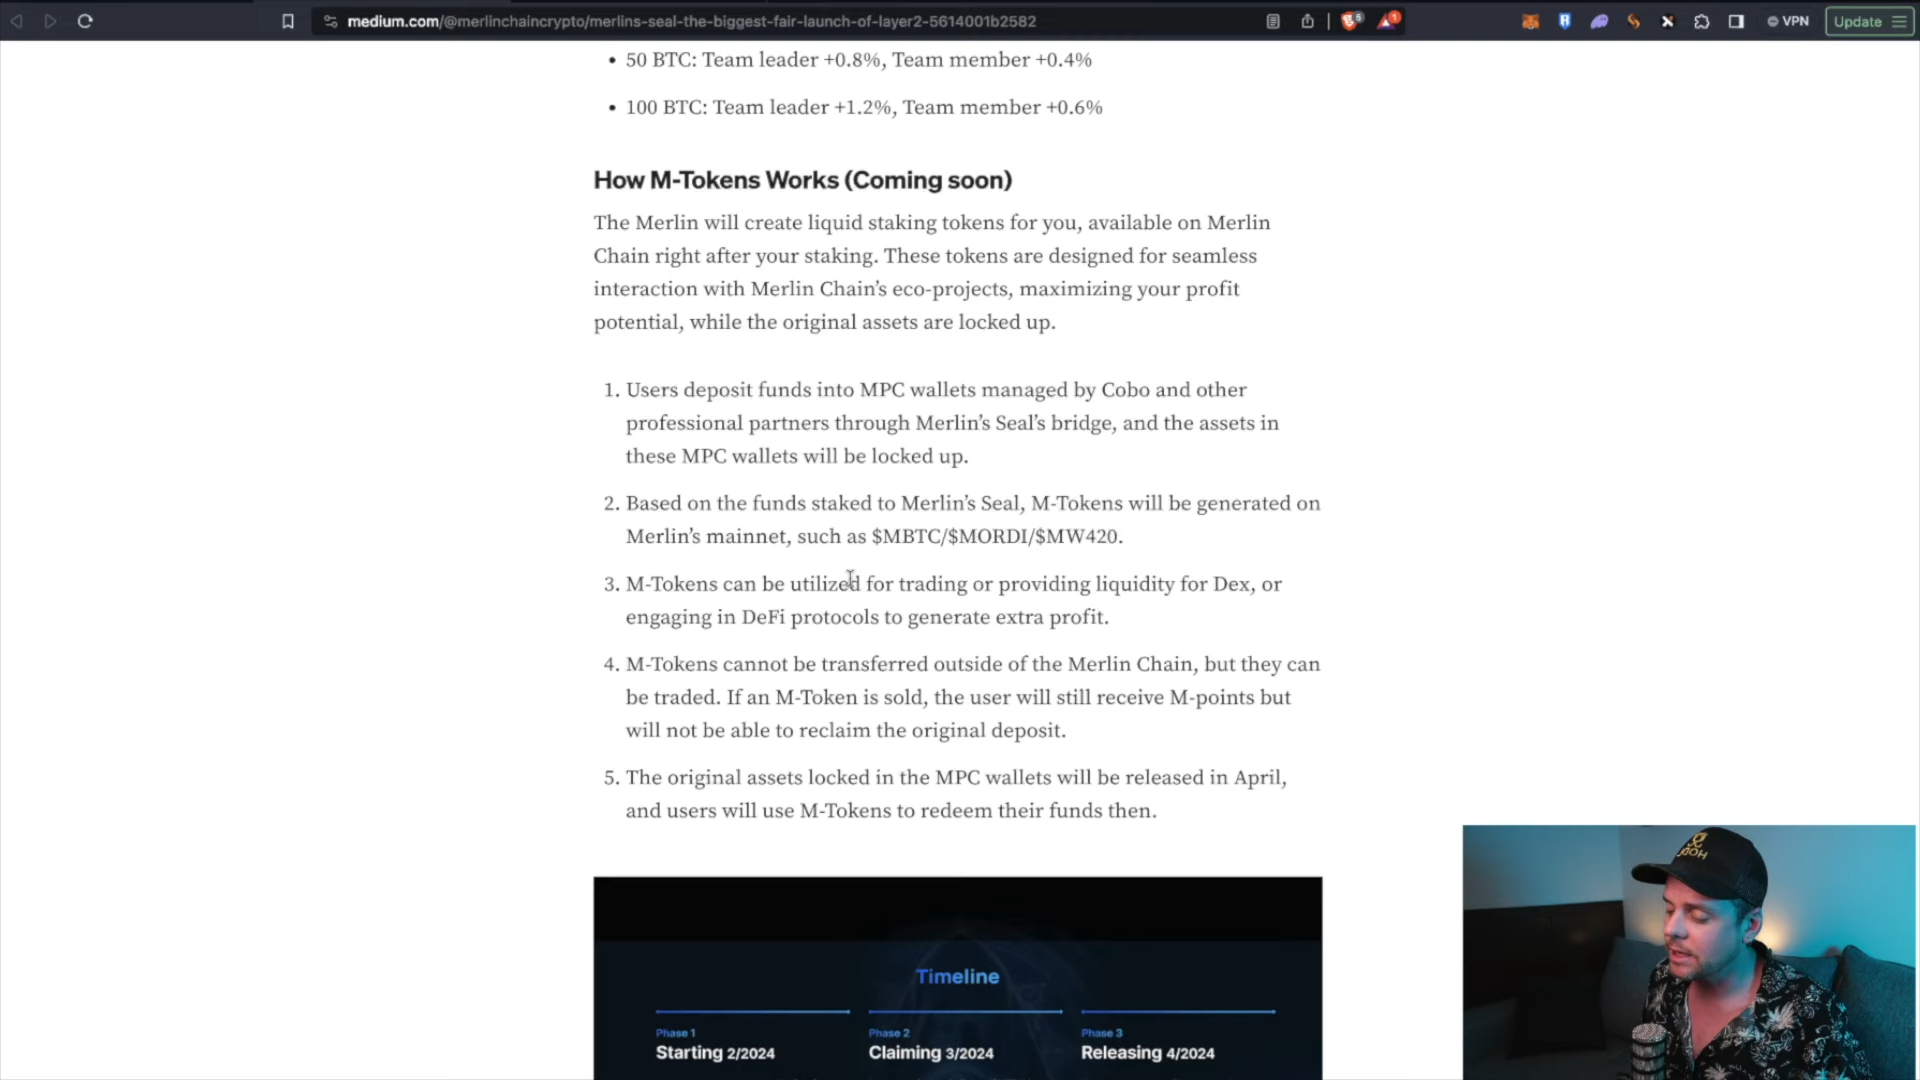 medium.com/@merlinchaincrypto/merlins-seal-the-biggest-fair-launch-of-layer2-5614001b2582
VPN
Update
• 50 BTC: Team leader +0.8%, Team member +0.4%
• 100 BTC: Team leader +1.2%, Team member +0.6%
How M-Tokens Works (Coming soon)
The Merlin will create liquid staking tokens for you, available on Merlin
Chain right after your staking. These tokens are designed for seamless
interaction with Merlin Chain’s eco-projects, maximizing your profit
potential, while the original assets are locked up.
1. Users deposit funds into MPC wallets managed by Cobo and other
professional partners through Merlin’s Seal’s bridge, and the assets in
these MPC wallets will be locked up.
2. Based on the funds staked to Merlin’s Seal, M-Tokens will be generated on
Merlin’s mainnet, such as $MBTC/$MORDI/$MW420.
3. M-Tokens can be utilized for trading or providing liquidity for Dex, or
engaging in DeFi protocols to generate extra profit.
4. M-Tokens cannot be transferred outside of the Merlin Chain, but they can
be traded. If an M-Token is sold, the user will still receive M-points but
will not be able to reclaim the original deposit.
5. The original assets locked in the MPC wallets will be released in April,
and users will use M-Tokens to redeem their funds then.
Timeline
Phase 1
Starting 2/2024
Phase 2
Claiming 3/2024
Phase 3
Releasing 4/2024